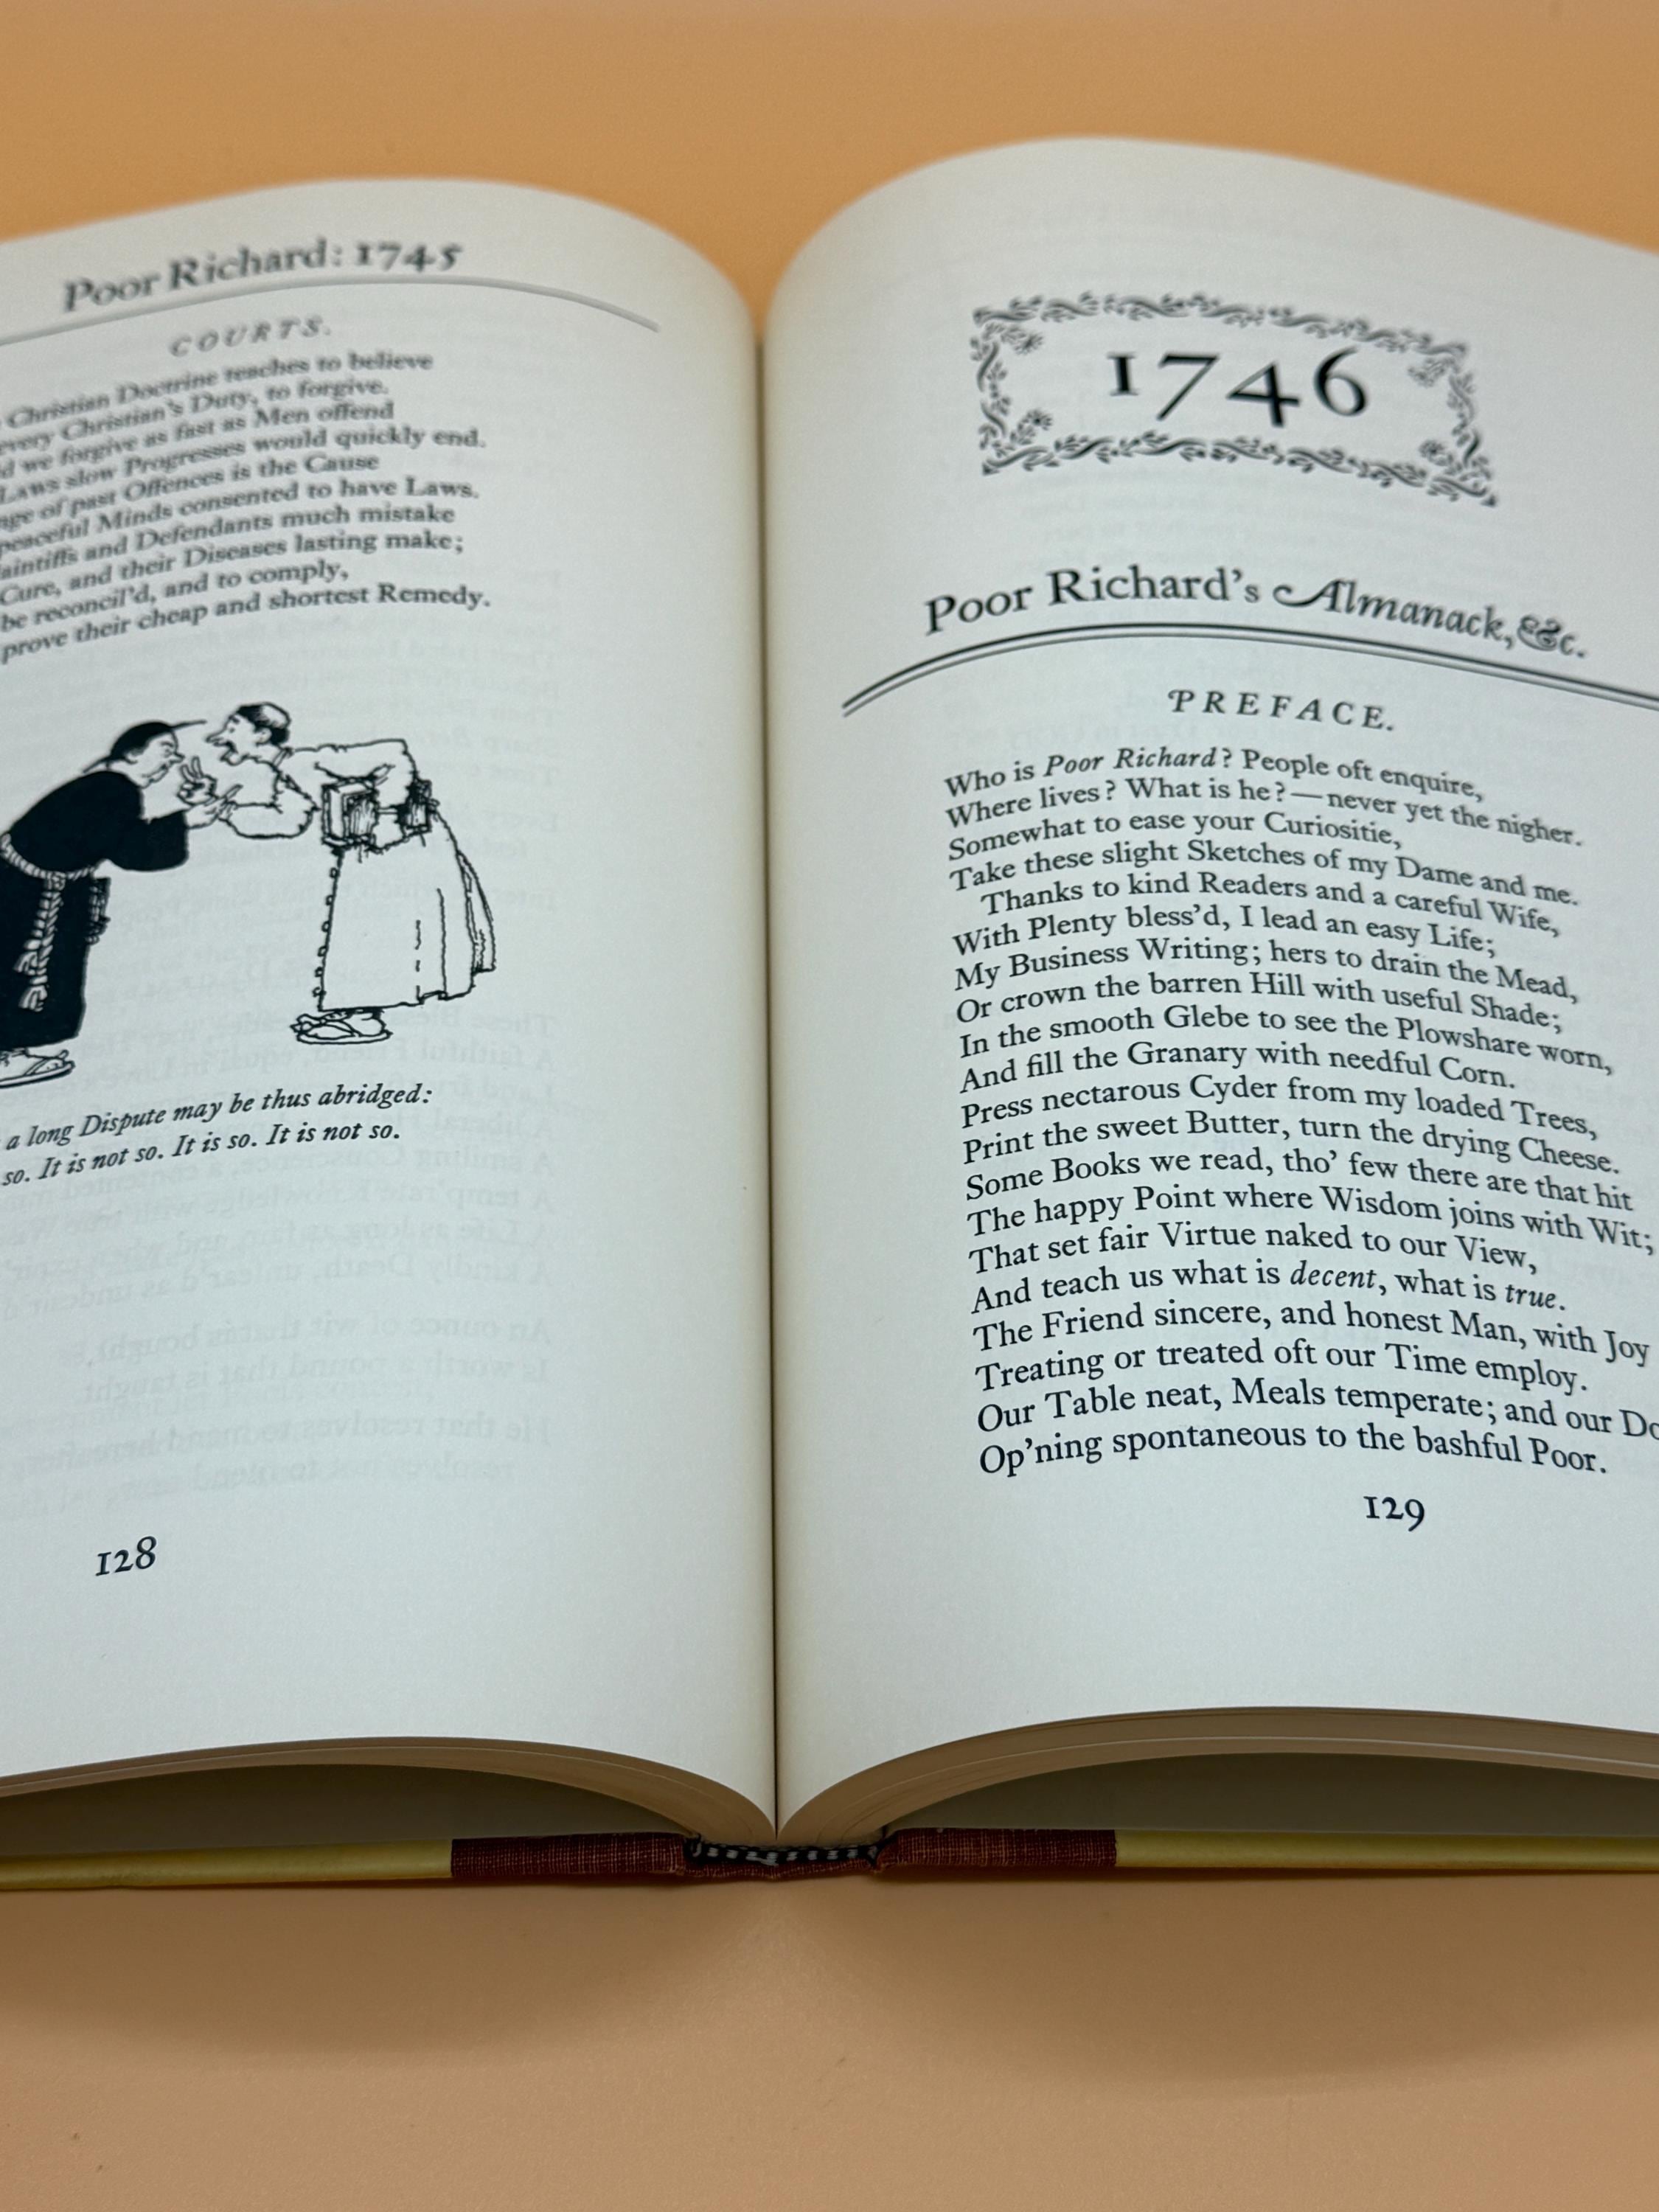 Poor Richard: 1745
COURTS.
Christian Doctrine teaches to believe
every Christian's Duty, to forgive.
we forgive as fast as Men offend
Laws slow Progresses would quickly end.
of past Offences is the Cause
peaceful Minds consented to have Laws.
and Defendants much mistake
Cure, and their Diseases lasting make;
be reconcil'd, and to comply,
prove their cheap and shortest Remedy.
a long Dispute may be thus abridged:
so. It is not so. It is so. It is not so.
128
1746
Poor Richard's Almanack, &c.
PREFACE.
Who is Poor Richard? People oft enquire,
Where lives? What is he?—never yet the nigher.
Somewhat to ease your Curiositie,
Take these slight Sketches of my Dame and me.
Thanks to kind Readers and a careful Wife,
With Plenty bless'd, I lead an easy Life;
My Business Writing; hers to drain the Mead,
Or crown the barren Hill with useful Shade;
In the smooth Glebe to see the Plowshare worn,
And fill the Granary with needful Corn.
Press nectarous Cyder from my loaded Trees,
Print the sweet Butter, turn the drying Cheese.
Some Books we read, tho' few there are that hit
The happy Point where Wisdom joins with Wit;
That set fair Virtue naked to our View,
And teach us what is decent, what is true.
The Friend sincere, and honest Man, with Joy
Treating or treated oft our Time employ.
Our Table neat, Meals temperate; and our
Op'ning spontaneous to the bashful Poor.
129